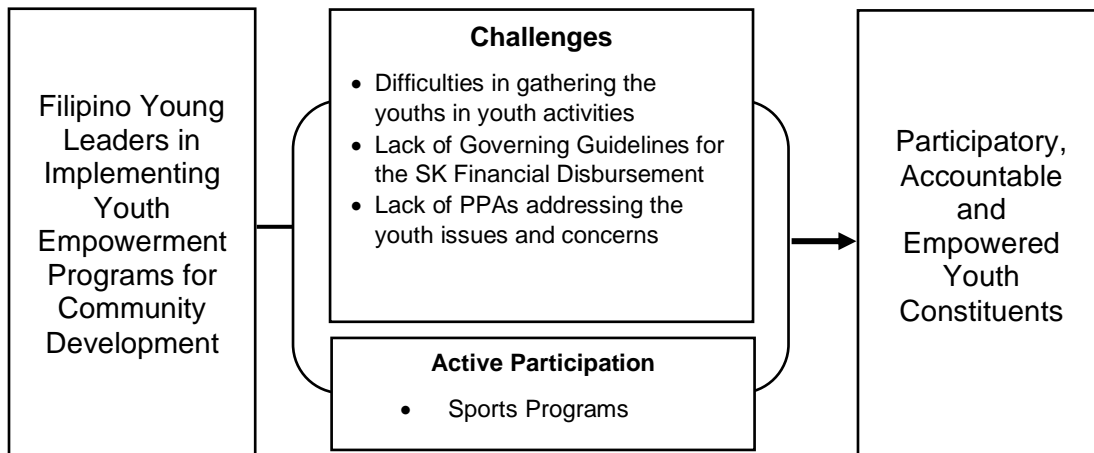 Filipino Young
Leaders in
Implementing
Youth
Empowerment
Programs for
Community
Development
Challenges
• Difficulties in gathering the
youths in youth activities
• Lack of Governing Guidelines for
the SK Financial Disbursement
• Lack of PPAs addressing the
youth issues and concerns
Active Participation
• Sports Programs
Participatory,
Accountable
and
Empowered
Youth
Constituents